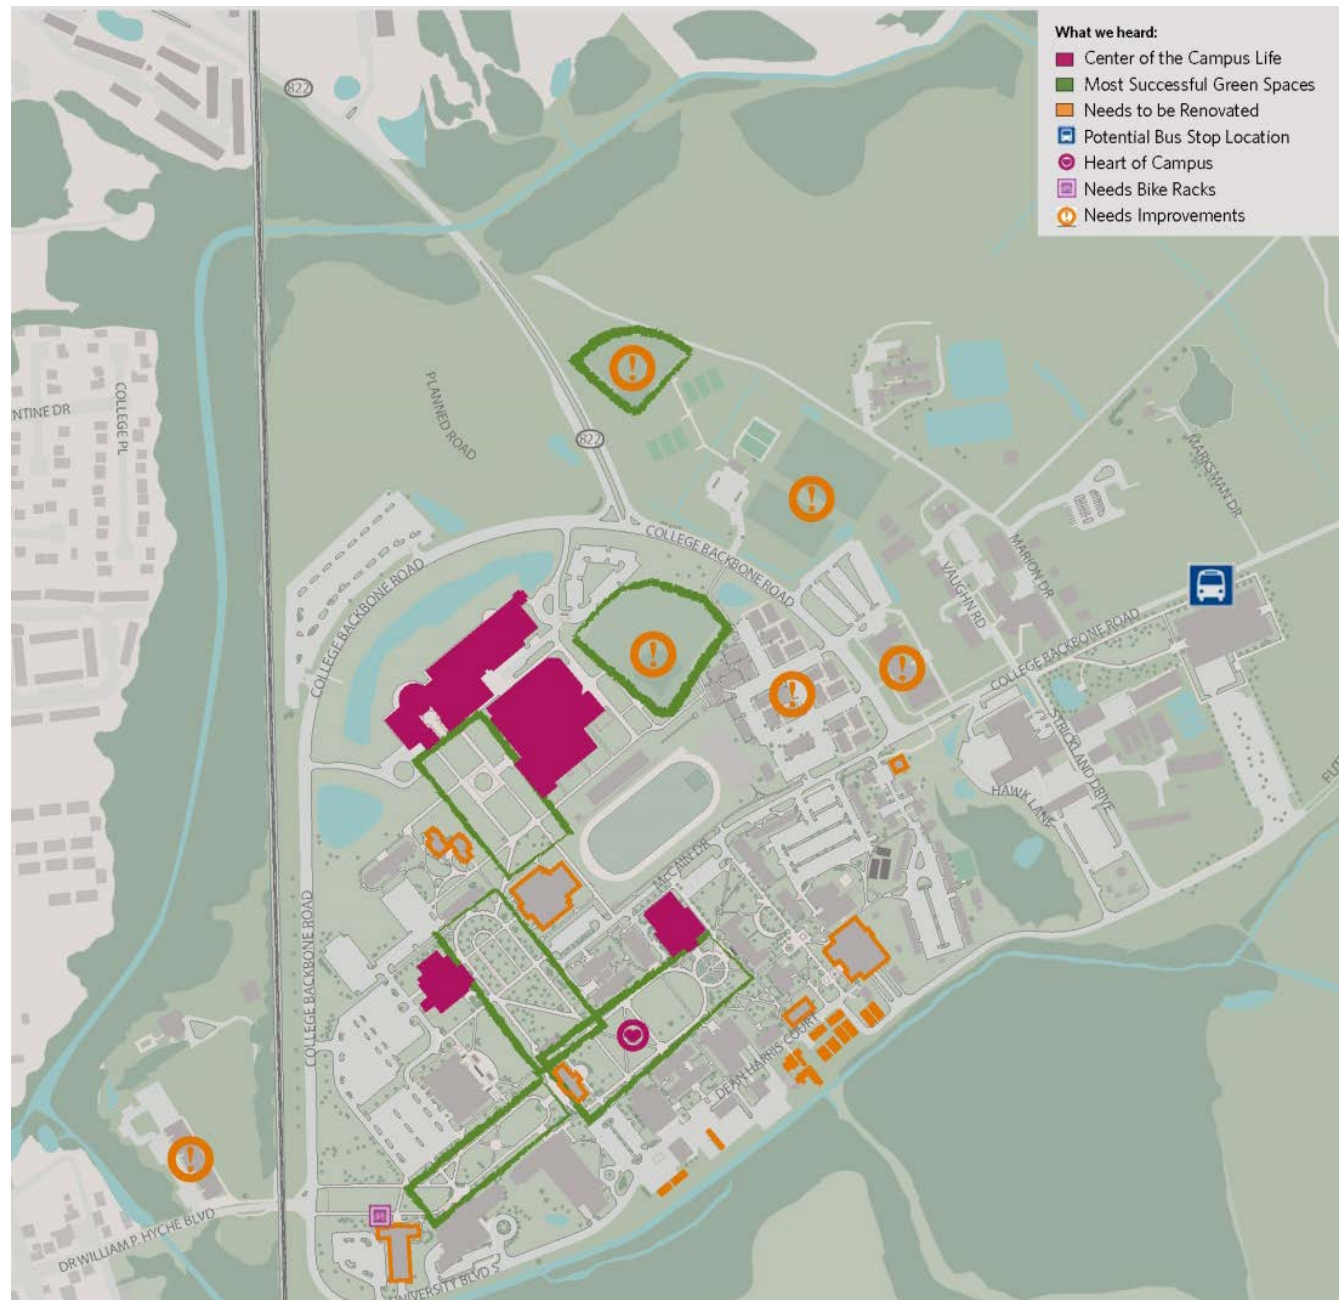 What we heard:
Center of the Campus Life
Most Successful Green Spaces
Needs to be Renovated
Potential Bus Stop Location
Heart of Campus
Needs Bike Racks
Needs Improvements
822
ENTINE DR
COLLEGE PL
PLANNED ROAD
822
MARKSMAN DR
COLLEGE BACKBONE ROAD
COLLEGE BACKBONE ROAD
VAUGHN RD
MARION DR
COLLEGE BACKBONE ROAD
STRICKLAND DRIVE
HAWK LANE
FUT
MCCAIN DR
COLLEGE BACKBONE ROAD
DEAN HARRIS COURT
DR WILLIAM P. HYCHE BLVD
UNIVERSITY BLVD S